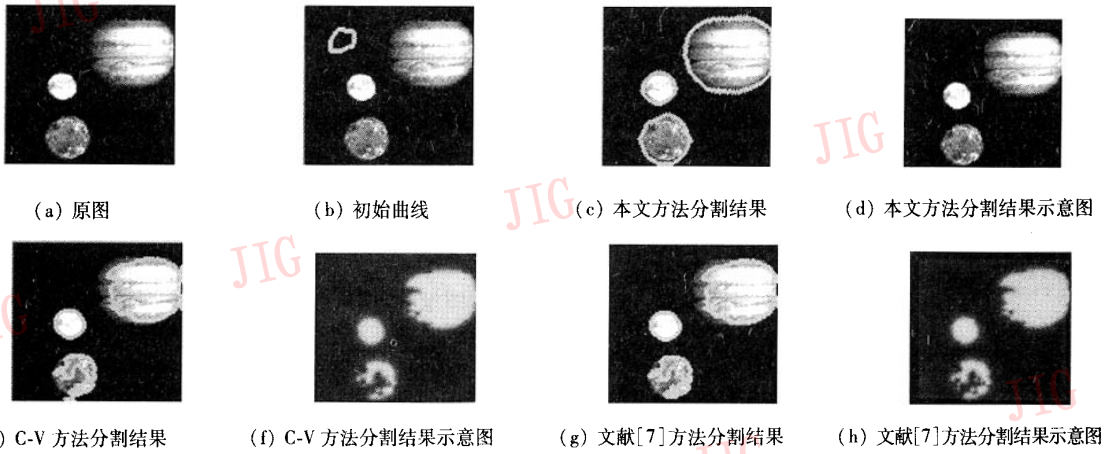 JIG
JIG
JIG
(a) 原图
(b) 初始曲线
(c) 本文方法分割结果
(d) 本文方法分割结果示意图
JIG
) C-V 方法分割结果
(f) C-V 方法分割结果示意图
(g) 文献[7]方法分割结果
(h) 文献[7]方法分割结果示意图
JIG